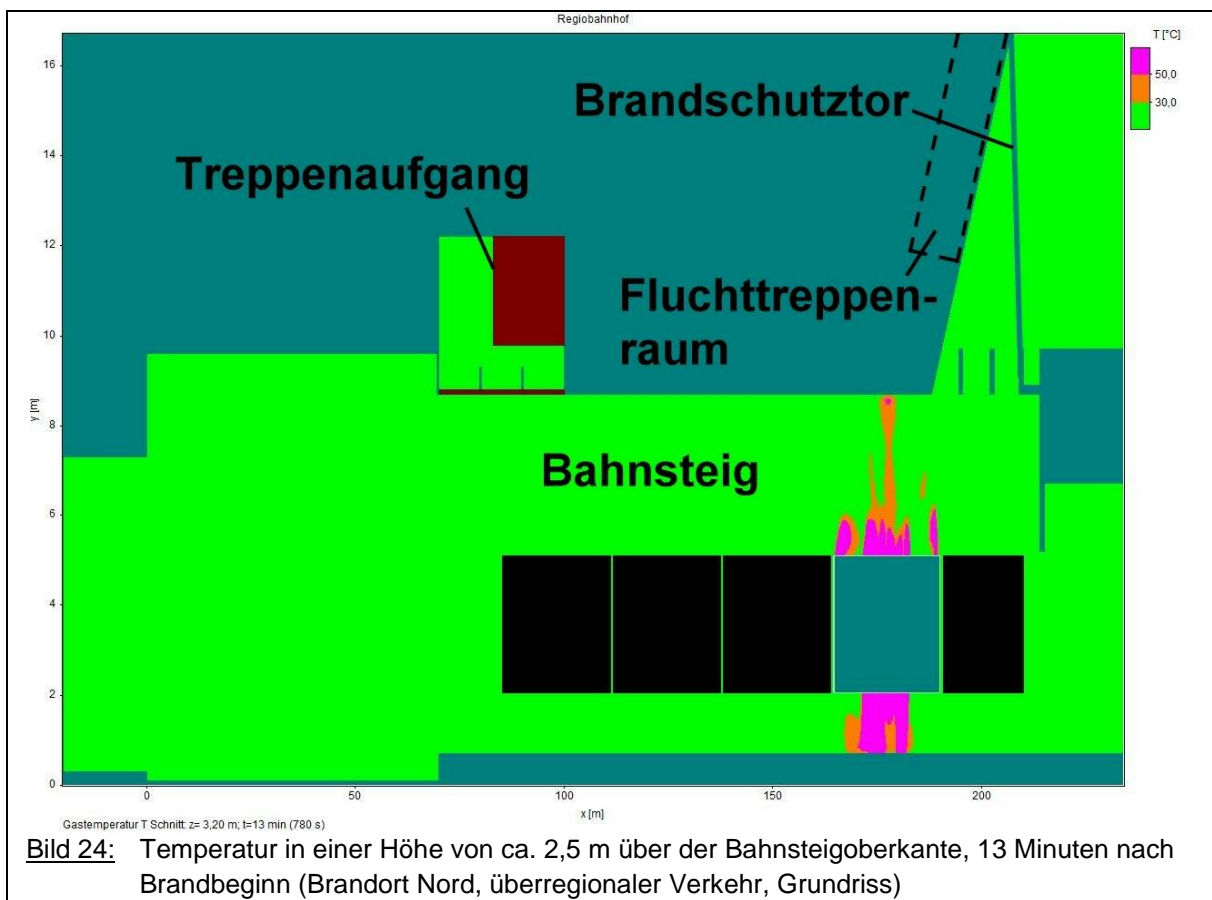 Regiobahnhof
T [°C]
50,0
30,0
16
14
12
10
8
6
4
2
0
y [m]
Brandschutztor
Treppenaufgang
Fluchttreppen-
raum
Bahnsteig
0
50
100
150
200
x [m]
Gastemperatur T Schnitt: z= 3,20 m; t=13 min (780 s)
Bild 24: Temperatur in einer Höhe von ca. 2,5 m über der Bahnsteigoberkante, 13 Minuten nach
Brandbeginn (Brandort Nord, überregionaler Verkehr, Grundriss)